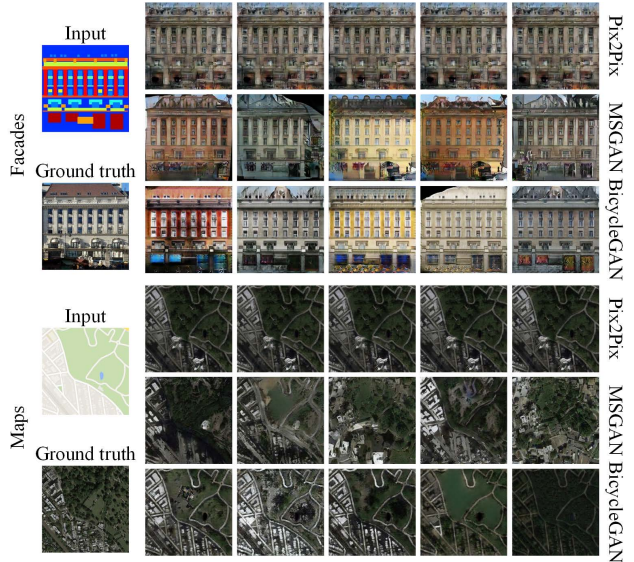 Facades
Input
Ground truth
Pix2Pix
MSGAN
BicycleGAN
Maps
Input
Ground truth
Pix2Pix
MSGAN
BicycleGAN